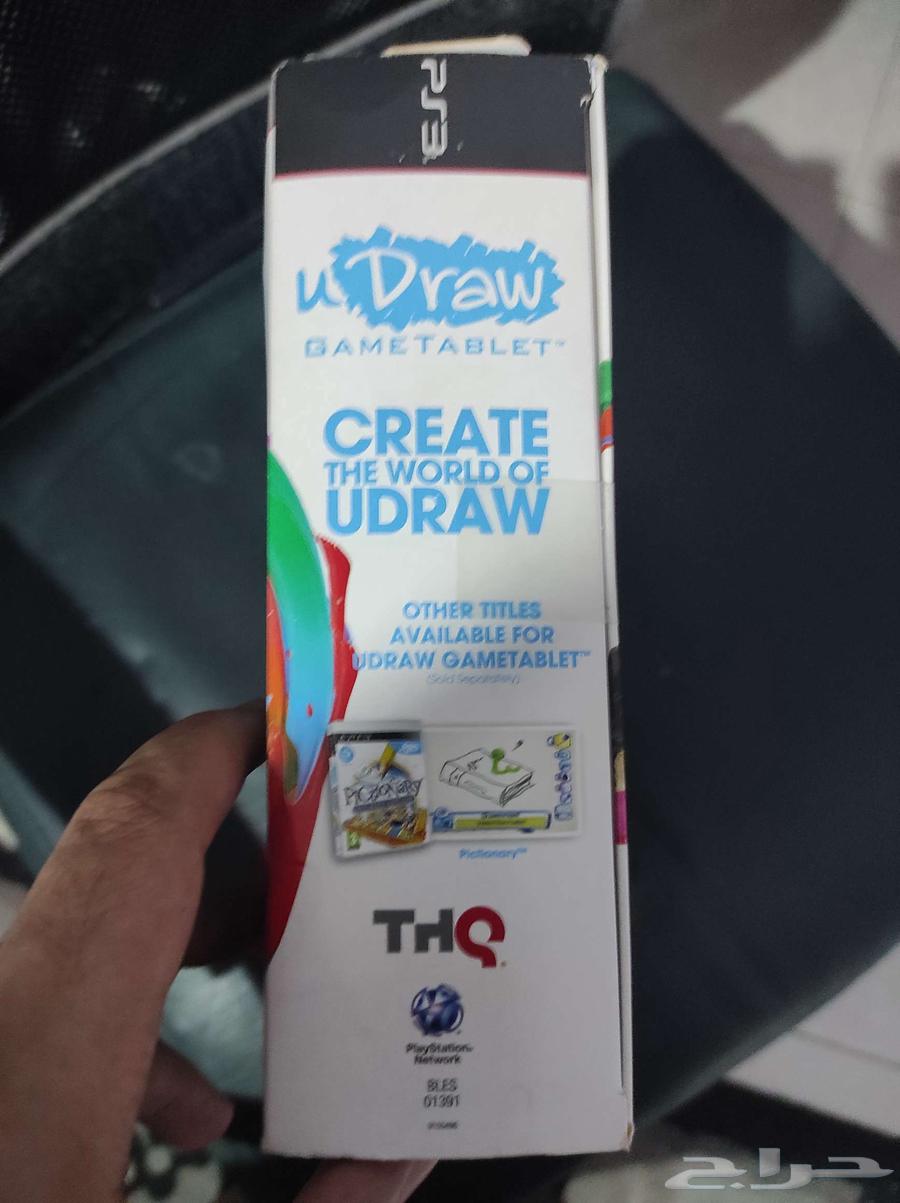 PS3
uDraw
GAMETABLET™
CREATE
THE WORLD OF
UDRAW
OTHER TITLES
AVAILABLE FOR
UDRAW GAMETABLET™
(Sold Separately)
PICTIONARY
Pictionary™
THQ
PlayStation®
Network
BLES
01391
حراج